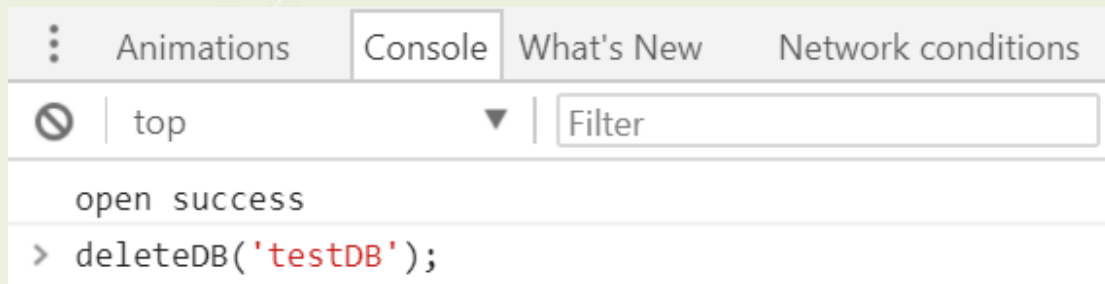 Animations Console What's New Network conditions
top Filter
open success
> deleteDB('testDB');